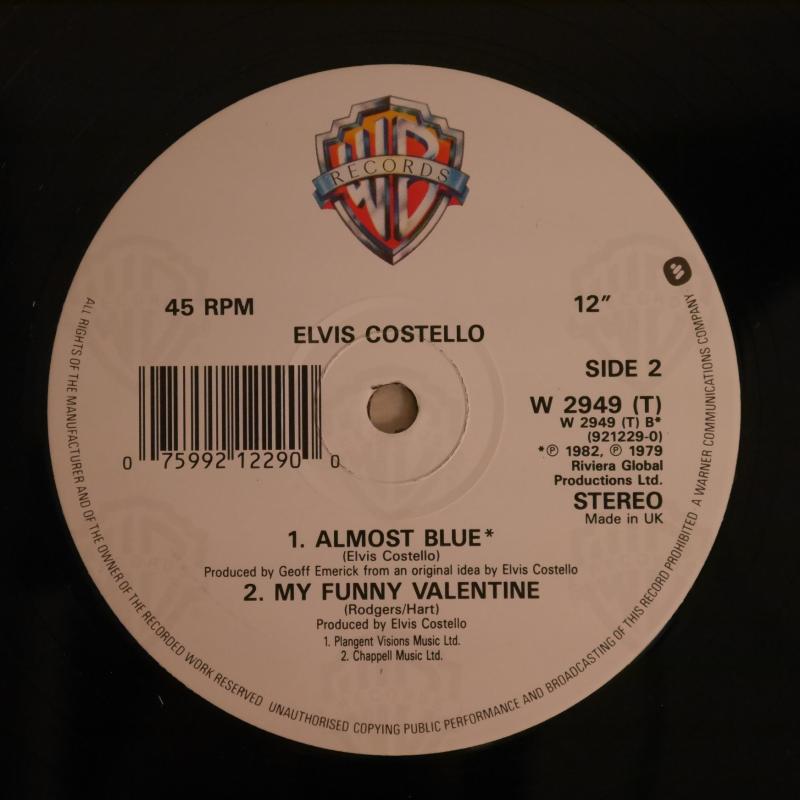 WB
RECORDS
45 RPM
12"
ELVIS COSTELLO
SIDE 2
W 2949 (T)
W 2949 (T) B*
(921229-0)
*℗ 1982, ℗ 1979
Riviera Global
Productions Ltd.
STEREO
Made in UK
0 75992 12290 0
1. ALMOST BLUE*
(Elvis Costello)
Produced by Geoff Emerick from an original idea by Elvis Costello
2. MY FUNNY VALENTINE
(Rodgers/Hart)
Produced by Elvis Costello
1. Plangent Visions Music Ltd.
2. Chappell Music Ltd.
ALL RIGHTS OF THE MANUFACTURER AND OF THE OWNER OF THE RECORDED WORK RESERVED UNAUTHORISED COPYING PUBLIC PERFORMANCE AND BROADCASTING OF THIS RECORD PROHIBITED A WARNER COMMUNICATIONS COMPANY